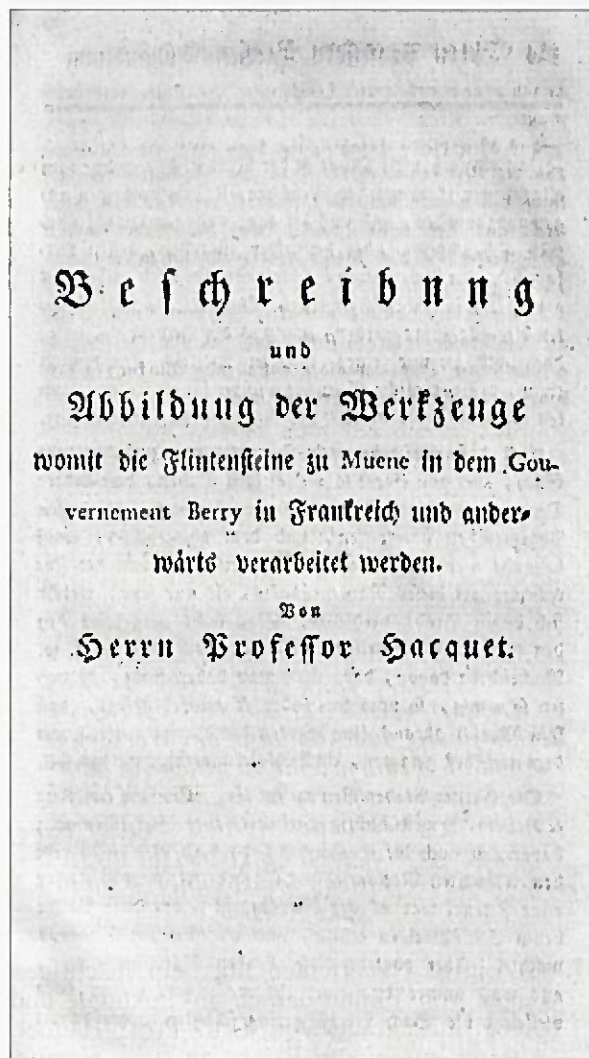 Beſchreibung
und
Abbildung der Werkzeuge
womit die Flintenſteine zu Muene in dem Gou-
vernement Berry in Frankreich und ander-
wärts verarbeitet werden.
Von
Herrn Profeſſor Hacquet.